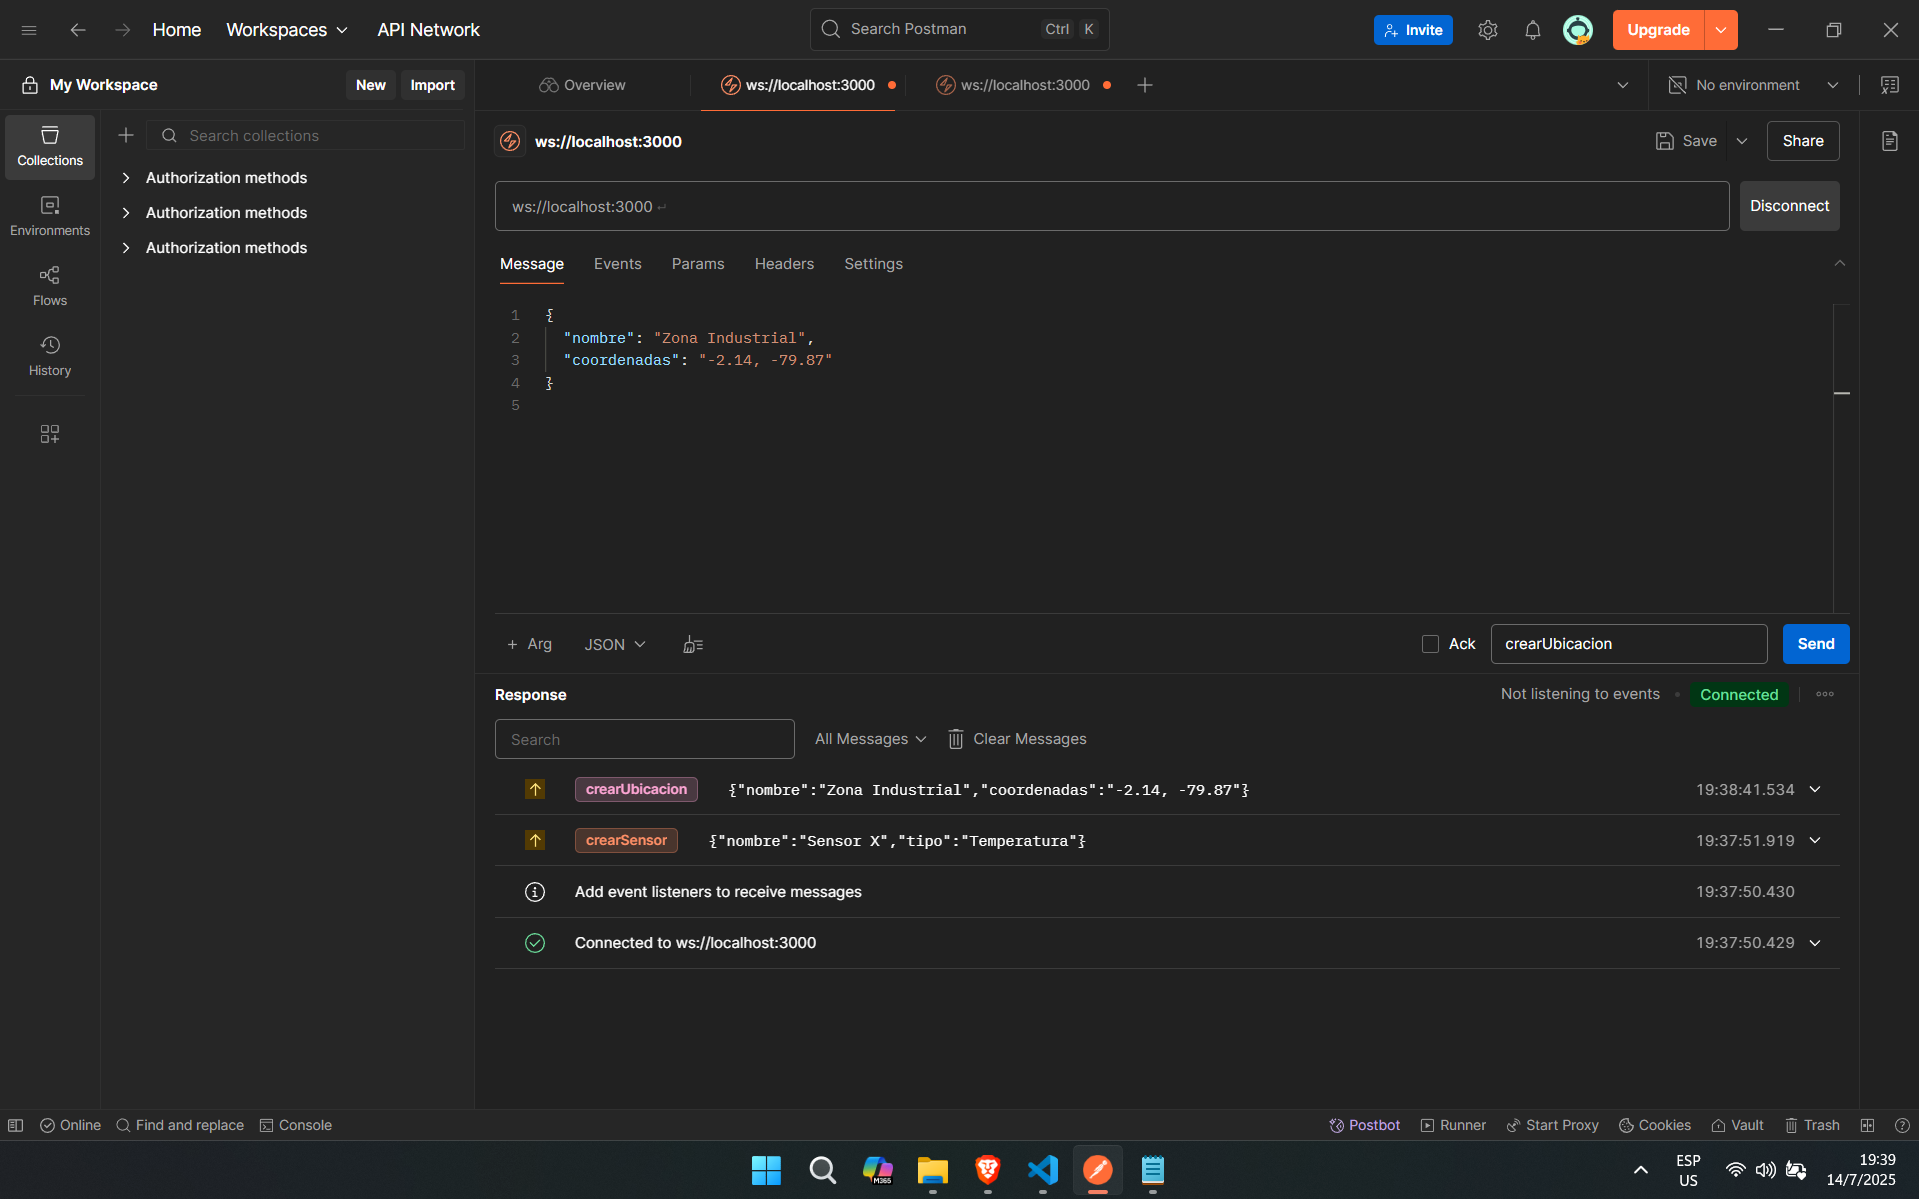 Home
Workspaces
API Network
Search Postman
Ctrl K
Invite
Upgrade
My Workspace
New
Import
Overview
ws://localhost:3000
ws://localhost:3000
No environment
Collections
Environments
Flows
History
Search collections
Authorization methods
Authorization methods
Authorization methods
ws://localhost:3000
Save
Share
ws://localhost:3000
Disconnect
Message
Events
Params
Headers
Settings
1 {
2 "nombre": "Zona Industrial",
3 "coordenadas": "-2.14, -79.87"
4 }
5
+ Arg
JSON
Ack
crearUbicacion
Send
Response
Not listening to events
Connected
Search
All Messages
Clear Messages
crearUbicacion {"nombre":"Zona Industrial","coordenadas":"-2.14, -79.87"} 19:38:41.534
crearSensor {"nombre":"Sensor X","tipo":"Temperatura"} 19:37:51.919
Add event listeners to receive messages 19:37:50.430
Connected to ws://localhost:3000 19:37:50.429
Online
Find and replace
Console
Postbot
Runner
Start Proxy
Cookies
Vault
Trash
M365
ESP
US
19:39
14/7/2025